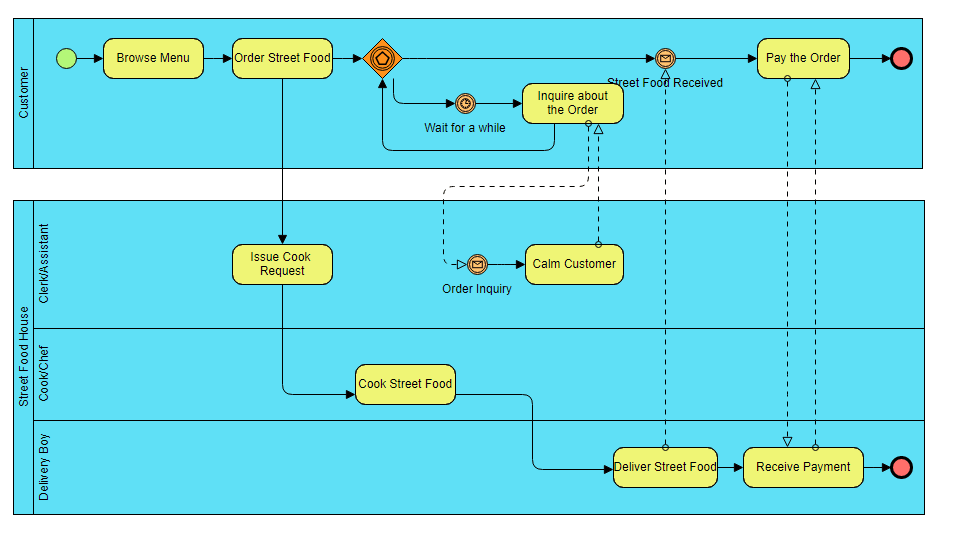 Customer
Browse Menu
Order Street Food
Street Food Received
Pay the Order
Wait for a while
Inquire about
the Order
Street Food House
Clerk/Assistant
Issue Cook
Request
Order Inquiry
Calm Customer
Cook/Chef
Cook Street Food
Delivery Boy
Deliver Street Food
Receive Payment